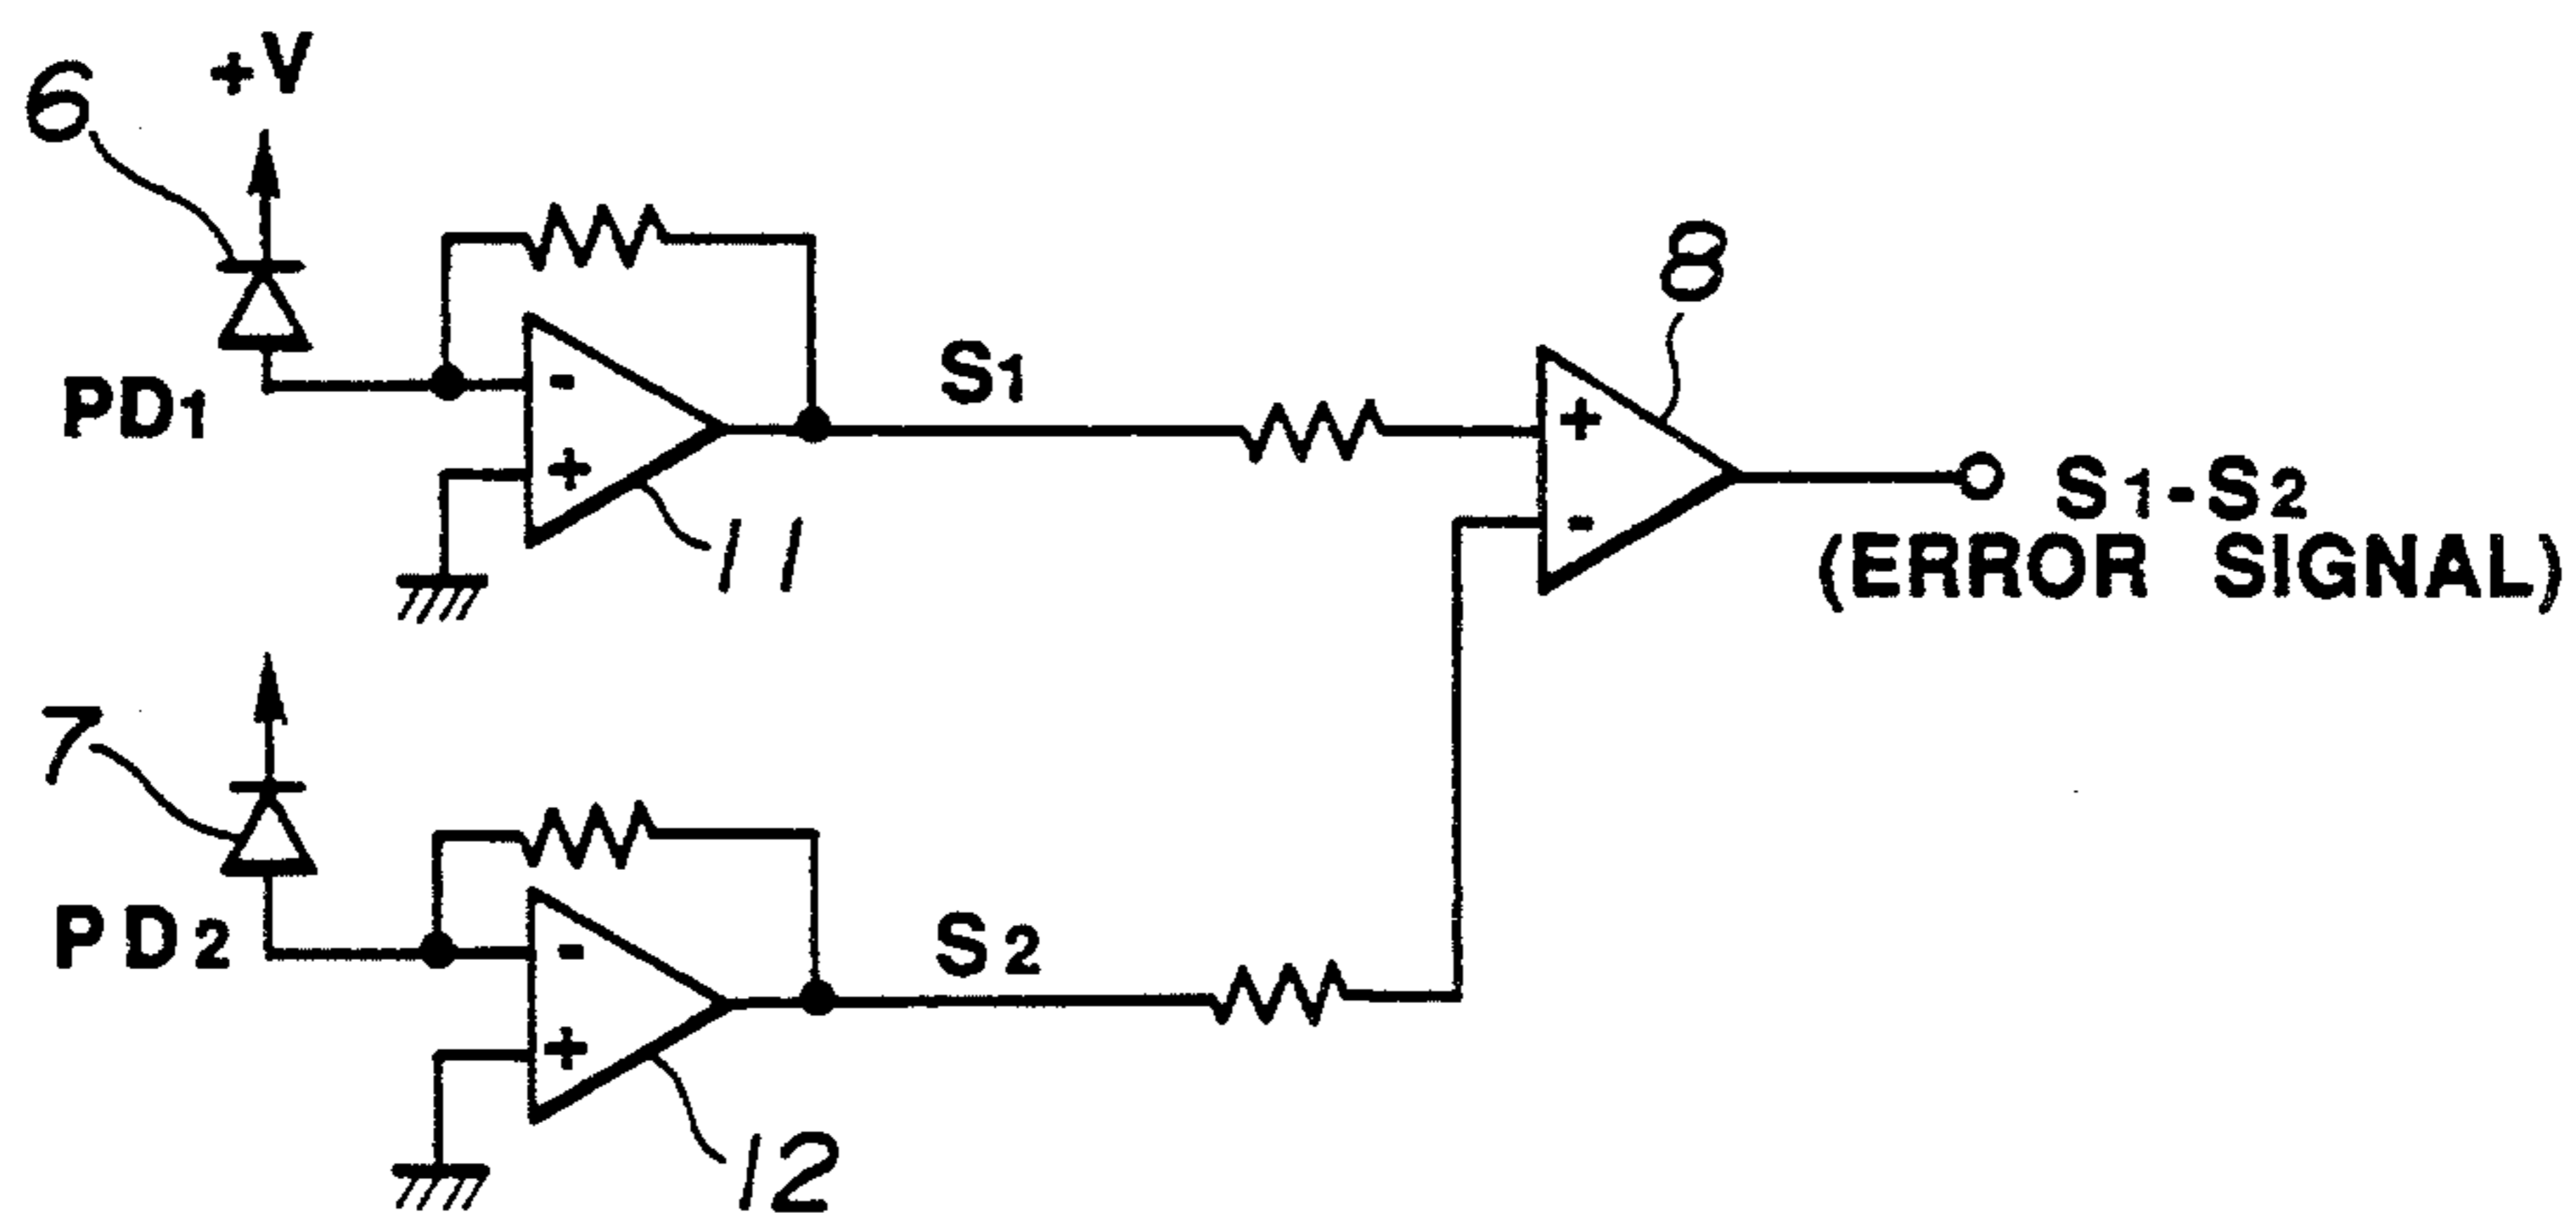 +V
6
PD1
-
+
11
S1
8
+
-
S1-S2
(ERROR SIGNAL)
7
PD2
-
+
12
S2